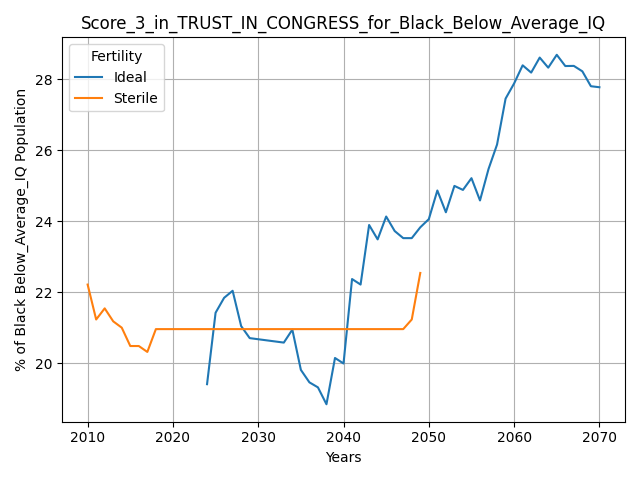 Score_3_in_TRUST_IN_CONGRESS_for_Black_Below_Average_IQ
Fertility
Ideal
Sterile
% of Black Below_Average_IQ Population
28
26
24
22
20
2010 2020 2030 2040 2050 2060 2070
Years